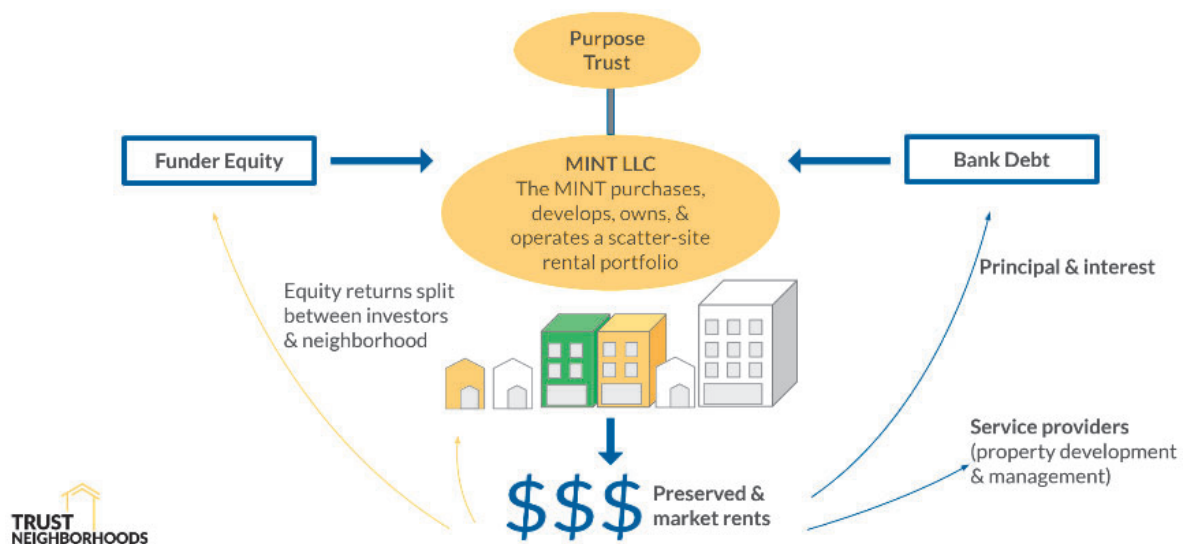 Purpose
Trust
Funder Equity
MINT LLC
The MINT purchases,
develops, owns, &
operates a scatter-site
rental portfolio
Bank Debt
Equity returns split
between investors
& neighborhood
Principal & interest
Service providers
(property development
& management)
$$$
Preserved &
market rents
TRUST
NEIGHBORHOODS